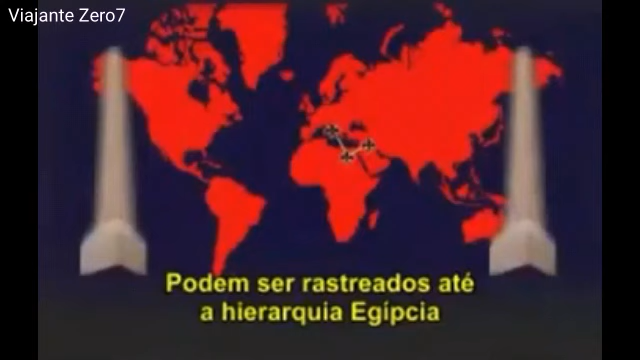 Viajante Zero7
Podem ser rastreados até
a hierarquia Egípcia